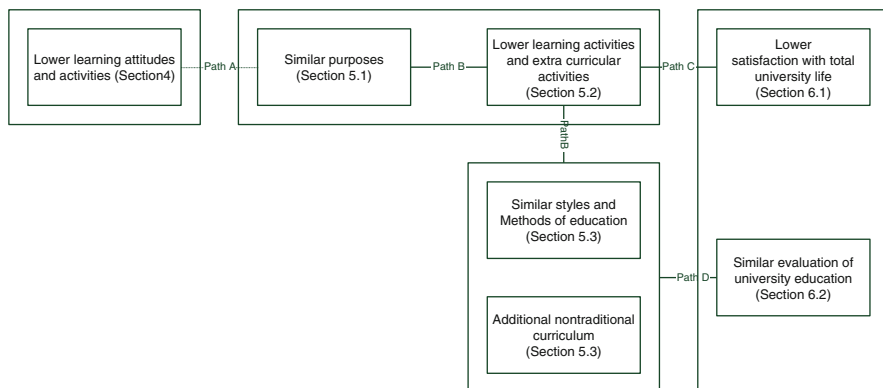 Lower learning attitudes
and activities (Section4)
Path A
Similar purposes
(Section 5.1)
Path B
Lower learning activities
and extra curricular
activities
(Section 5.2)
Path C
Lower
satisfaction with total
university life
(Section 6.1)
PathB
Similar styles and
Methods of education
(Section 5.3)
Path D
Similar evaluation of
university education
(Section 6.2)
Additional nontraditional
curriculum
(Section 5.3)